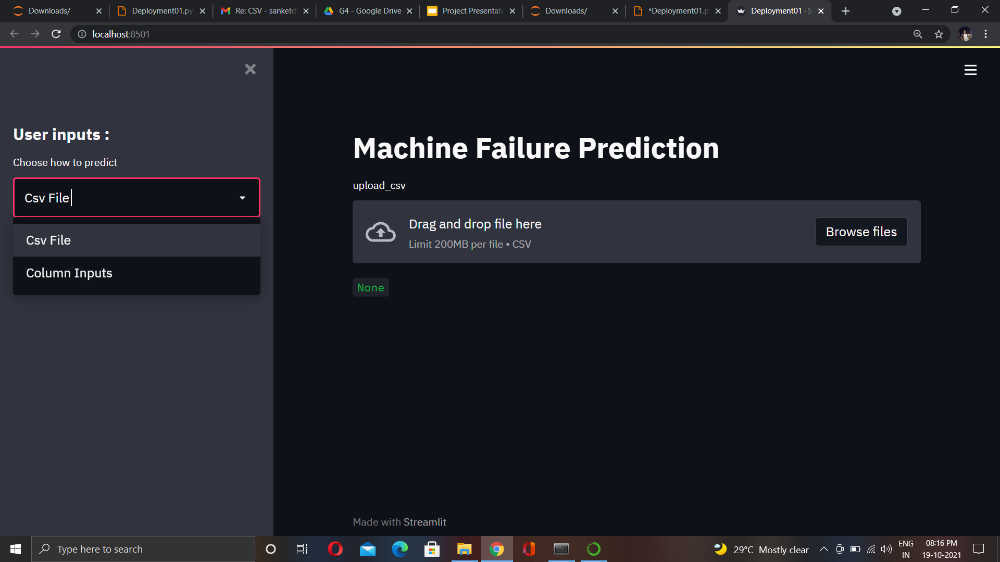 Downloads/
Deployment01.py
Re: CSV - sanketd
G4 - Google Drive
Project Presentati
Downloads/
*Deployment01.p
Deployment01 · S
localhost:8501
User inputs :
Choose how to predict
Csv File
Csv File
Column Inputs
Machine Failure Prediction
upload_csv
Drag and drop file here
Limit 200MB per file • CSV
Browse files
None
Made with Streamlit
Type here to search
29°C Mostly clear
ENG
IN
08:16 PM
19-10-2021